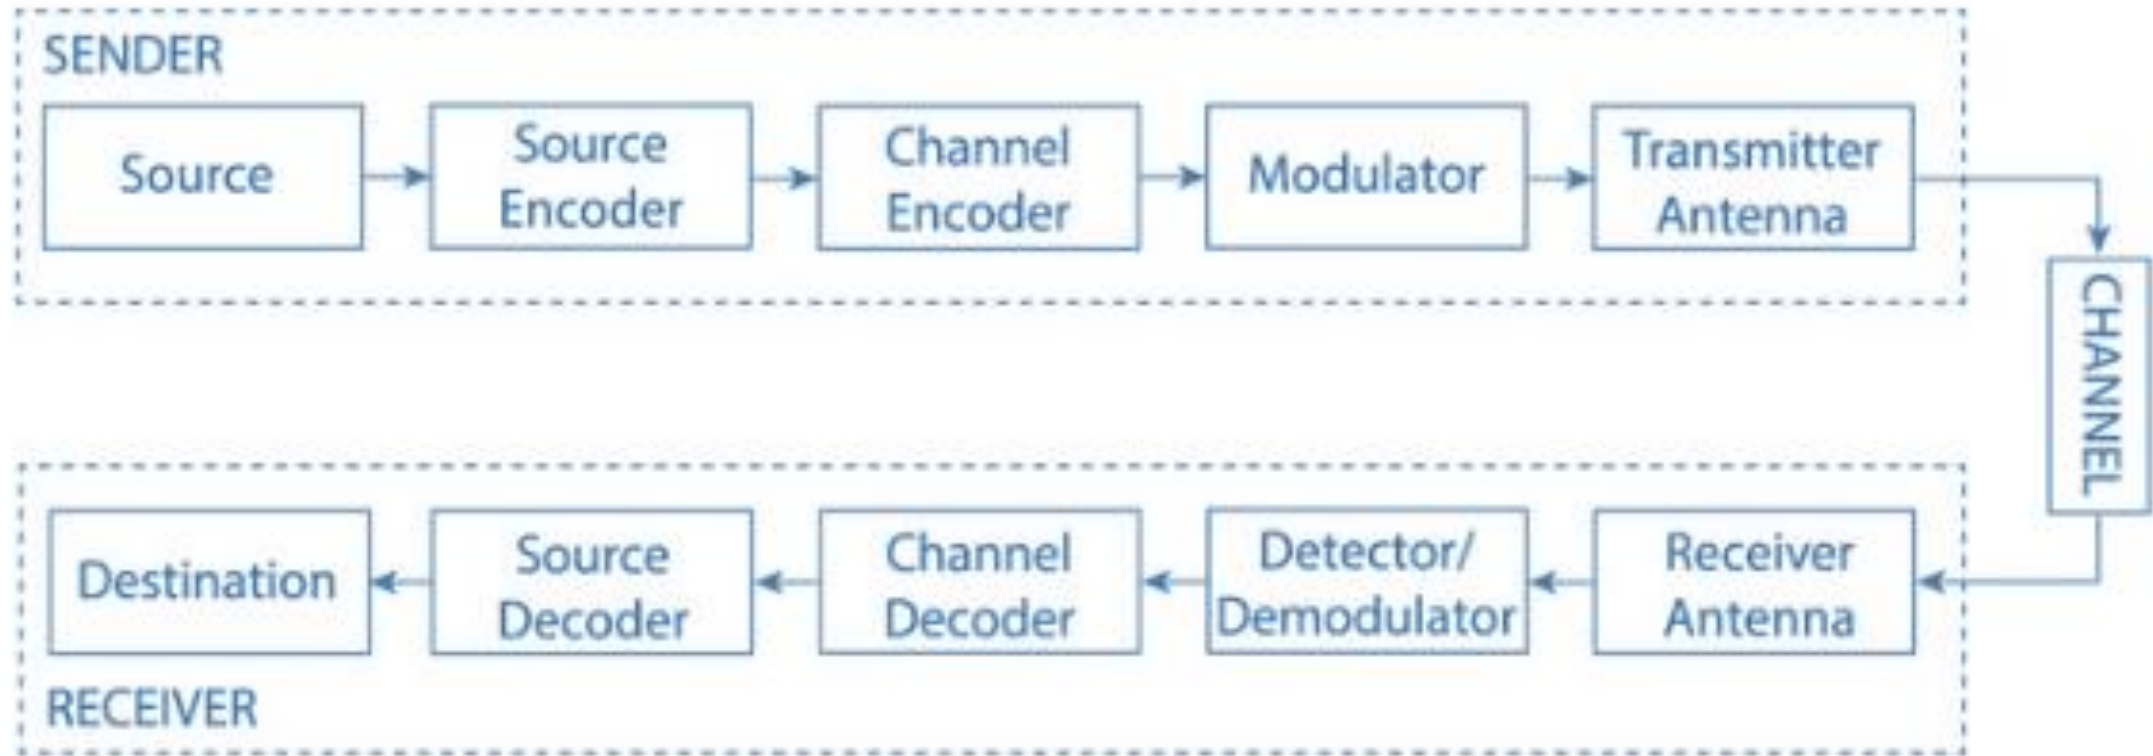 SENDER
Source
Source
Encoder
Channel
Encoder
Modulator
Transmitter
Antenna
CHANNEL
Destination
Source
Decoder
Channel
Decoder
Detector/
Demodulator
Receiver
Antenna
RECEIVER